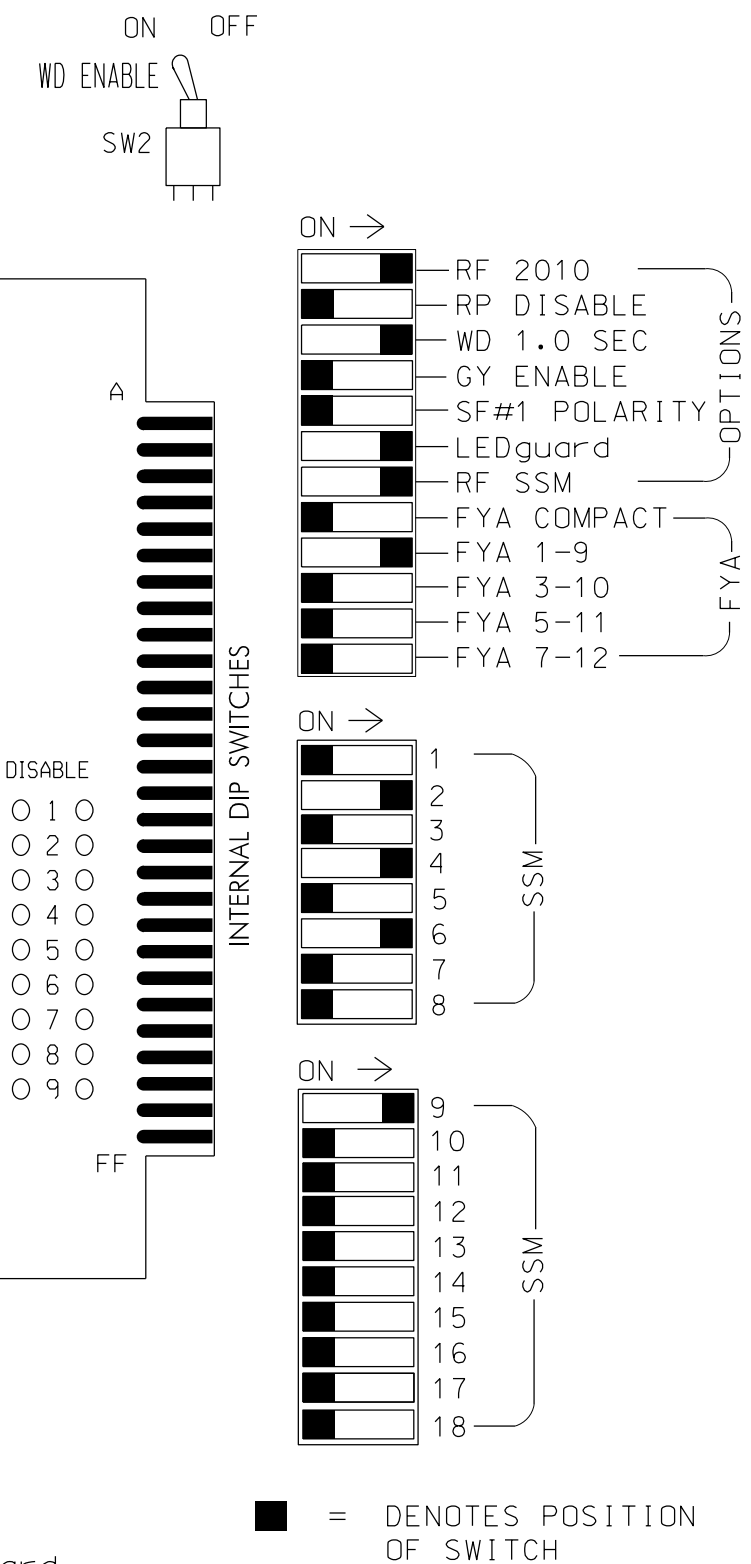 ON OFF
WD ENABLE
SW2
ON →
RF 2010
RP DISABLE
WD 1.0 SEC
GY ENABLE
SF#1 POLARITY
LEDguard
RF SSM
OPTIONS
FYA COMPACT
FYA 1-9
FYA 3-10
FYA 5-11
FYA 7-12
FYA
A
FF
INTERNAL DIP SWITCHES
DISABLE
1
2
3
4
5
6
7
8
9
ON →
1
2
3
4
5
6
7
8
SSM
ON →
9
10
11
12
13
14
15
16
17
18
SSM
= DENOTES POSITION
OF SWITCH